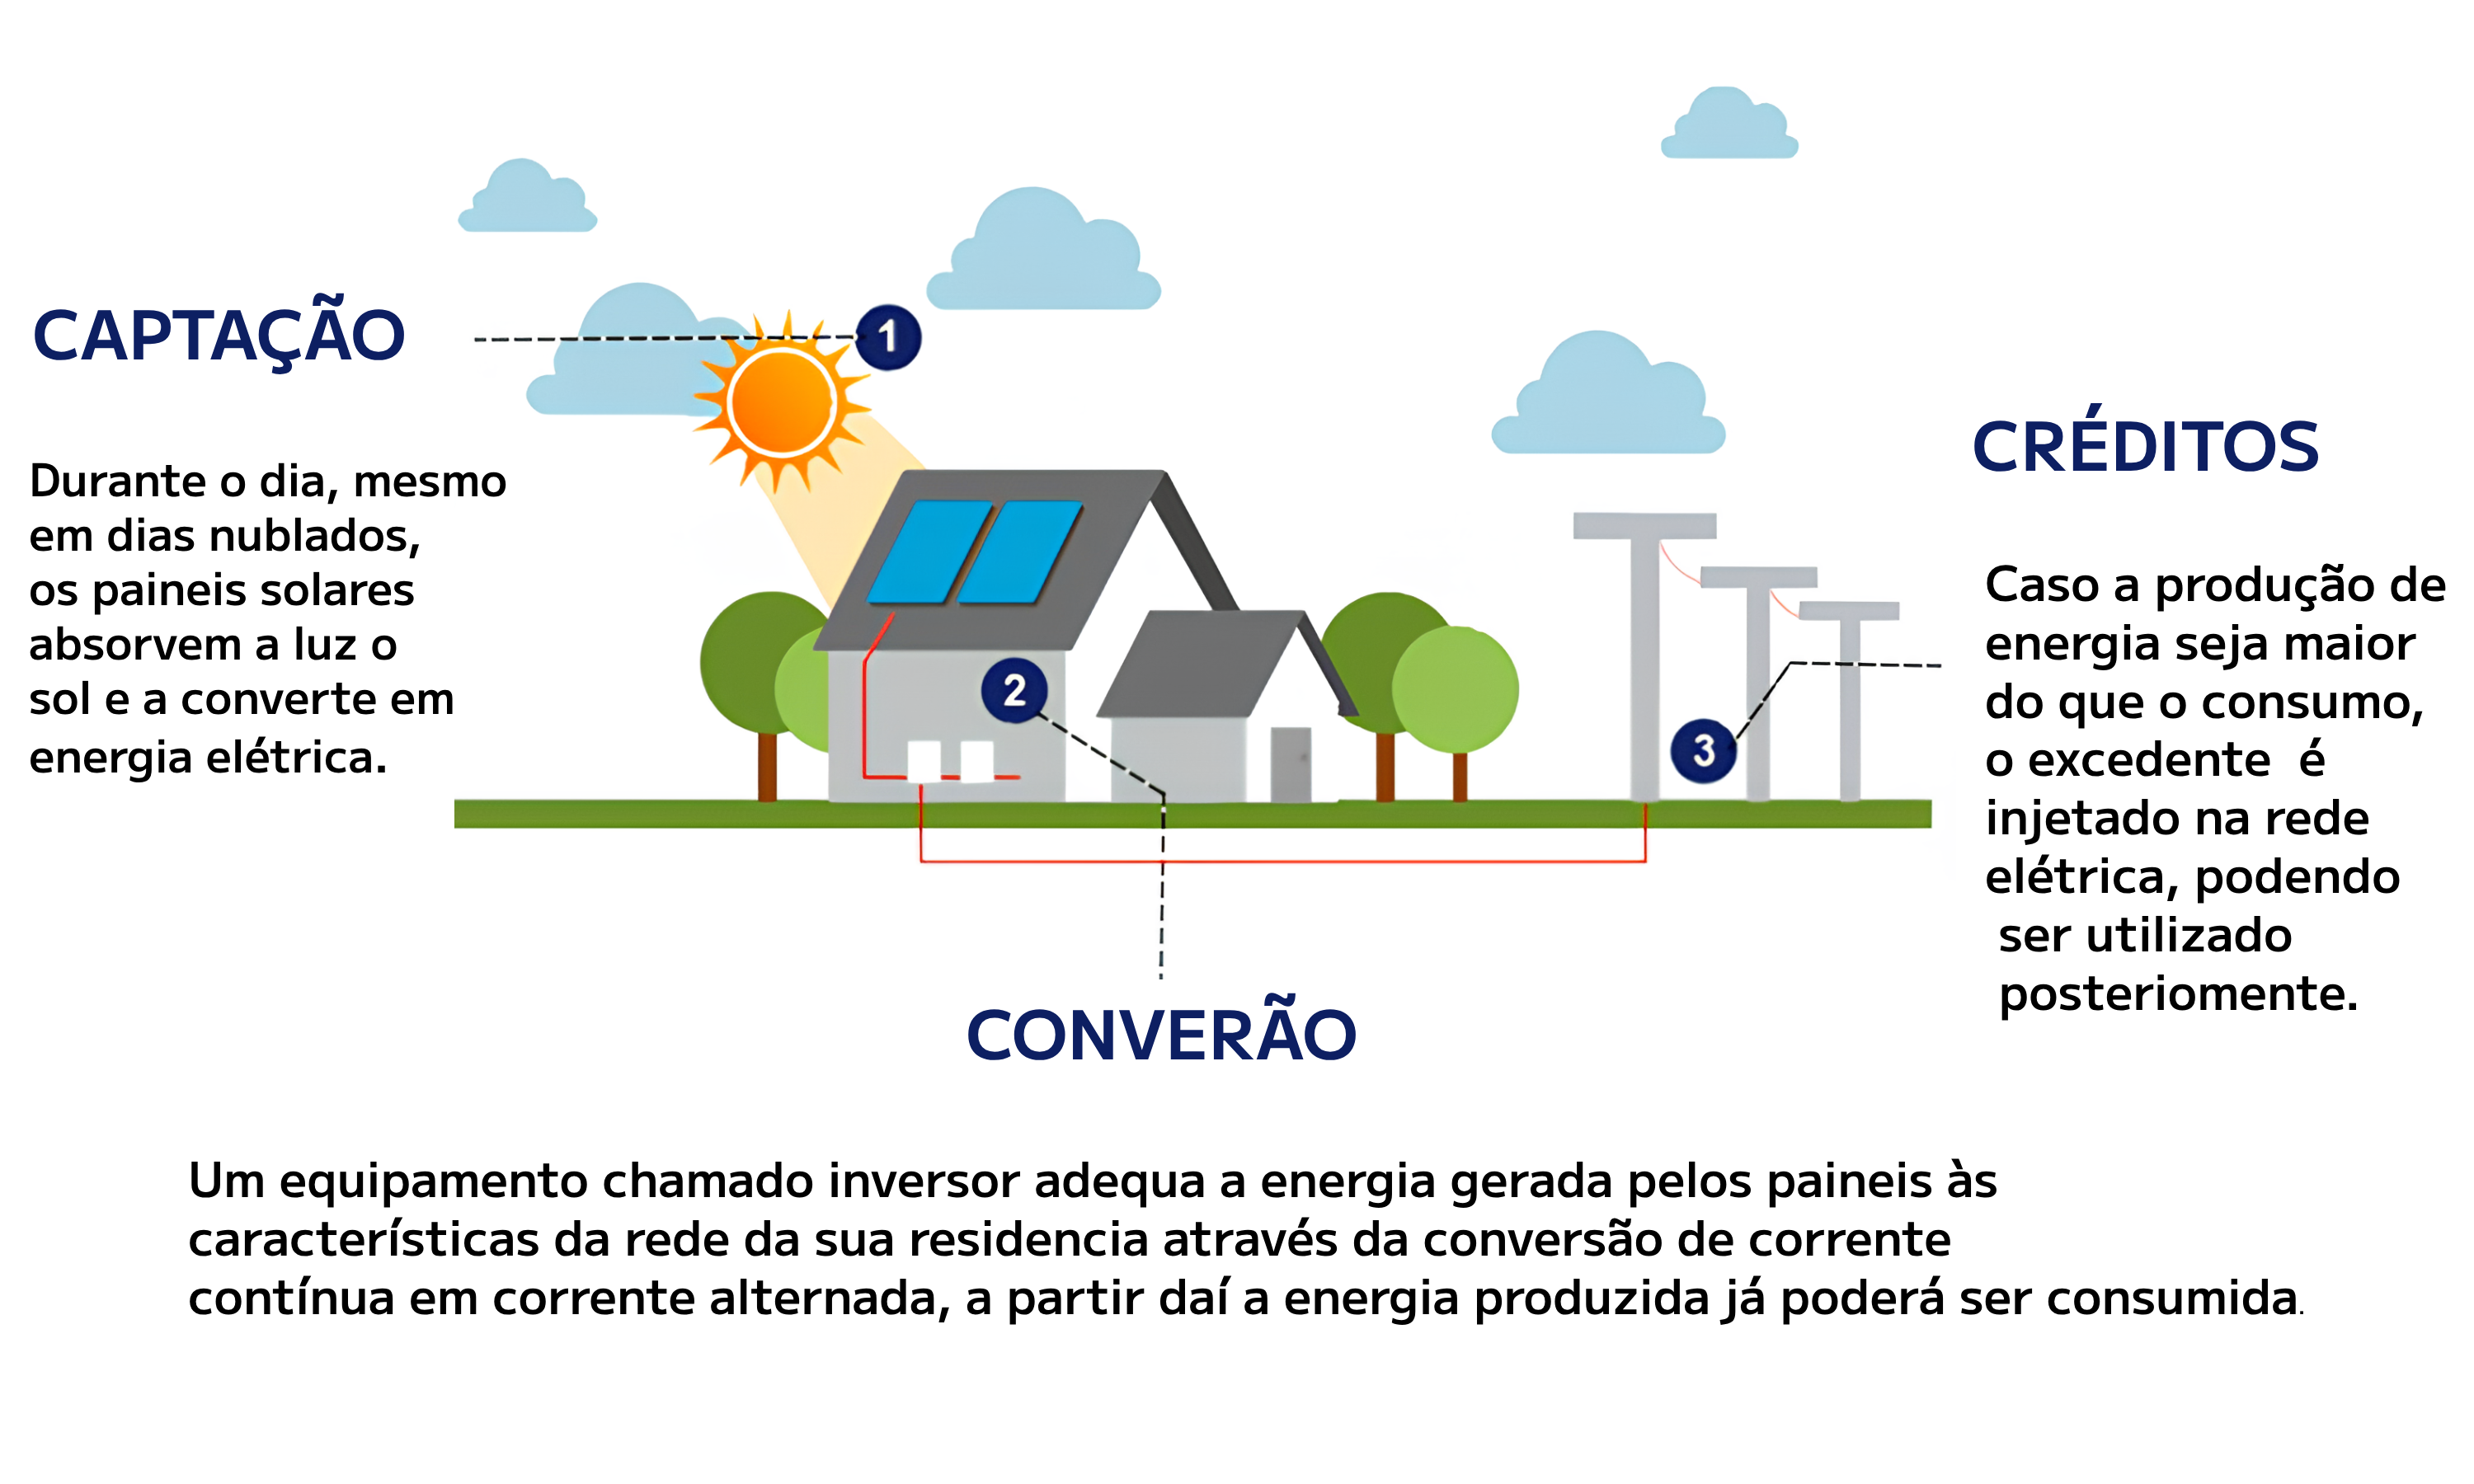 CAPTAÇÃO
Durante o dia, mesmo
em dias nublados,
os paineis solares
absorvem a luz o
sol e a converte em
energia elétrica.
1
2
3
CRÉDITOS
Caso a produção de
energia seja maior
do que o consumo,
o excedente é
injetado na rede
elétrica, podendo
ser utilizado
posteriomente.
CONVERÃO
Um equipamento chamado inversor adequa a energia gerada pelos paineis às
características da rede da sua residencia através da conversão de corrente
contínua em corrente alternada, a partir daí a energia produzida já poderá ser consumida.